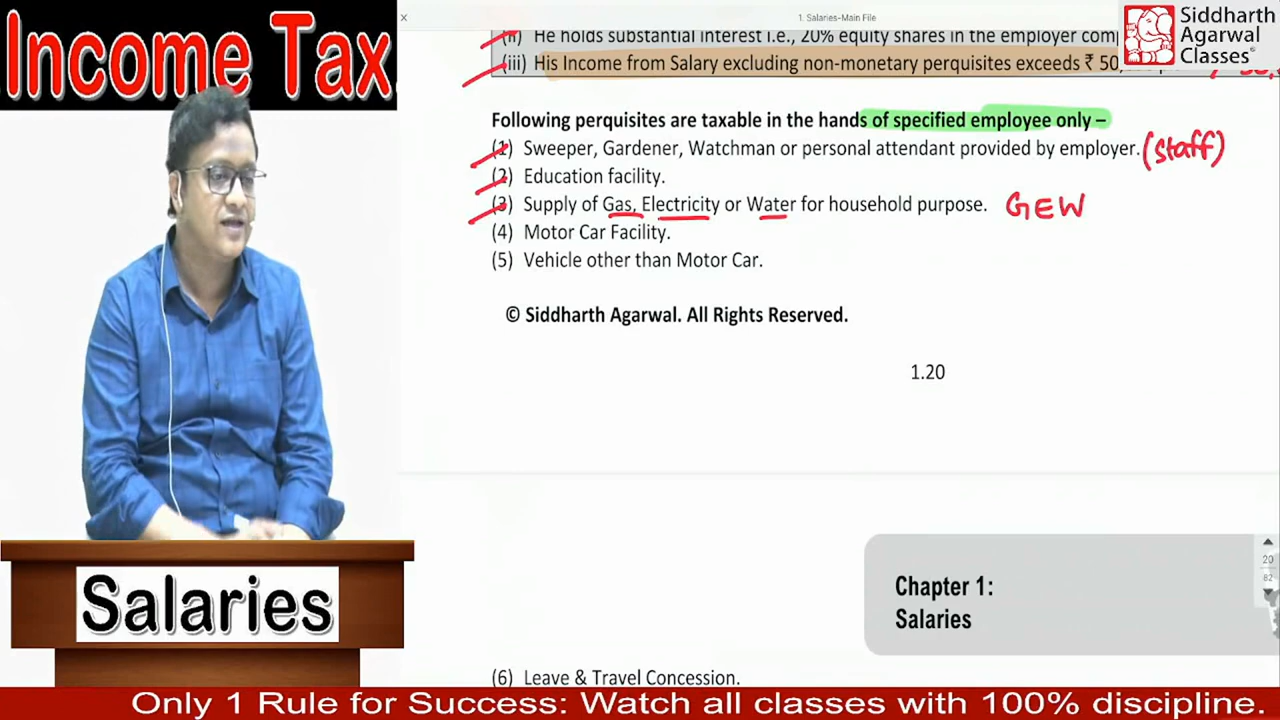 Income Tax
1. Salaries-Main File
Siddharth
Agarwal
Classes
(ii) He holds substantial interest i.e., 20% equity shares in the employer com
(iii) His Income from Salary excluding non-monetary perquisites exceeds ₹ 50,
Following perquisites are taxable in the hands of specified employee only –
(1) Sweeper, Gardener, Watchman or personal attendant provided by employer. (Staff)
(2) Education facility.
(3) Supply of Gas, Electricity or Water for household purpose. GEW
(4) Motor Car Facility.
(5) Vehicle other than Motor Car.
© Siddharth Agarwal. All Rights Reserved.
1.20
Chapter 1:
Salaries
20
62
(6) Leave & Travel Concession.
Salaries
Only 1 Rule for Success: Watch all classes with 100% discipline.